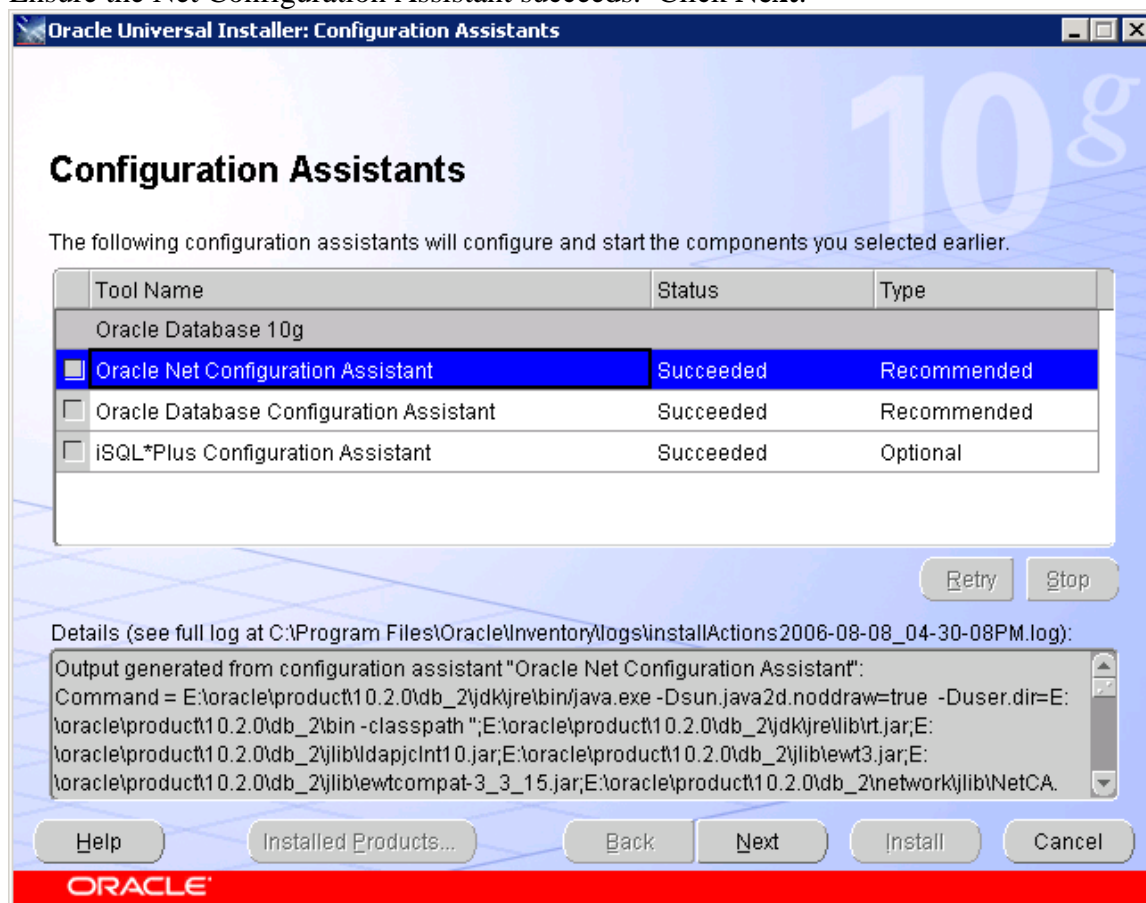 Ensure the Net Configuration Assistant succeeds. Click Next.
Oracle Universal Installer: Configuration Assistants
10g
Configuration Assistants
The following configuration assistants will configure and start the components you selected earlier.
Tool Name Status Type
Oracle Database 10g
Oracle Net Configuration Assistant Succeeded Recommended
Oracle Database Configuration Assistant Succeeded Recommended
iSQL*Plus Configuration Assistant Succeeded Optional
Retry Stop
Details (see full log at C:\Program Files\Oracle\Inventory\logs\installActions2006-08-08_04-30-08PM.log):
Output generated from configuration assistant "Oracle Net Configuration Assistant":
Command = E:\oracle\product\10.2.0\db_2\jdk\jre\bin/java.exe -Dsun.java2d.noddraw=true -Duser.dir=E:
\oracle\product\10.2.0\db_2\bin -classpath ";E:\oracle\product\10.2.0\db_2\jdk\jre\lib\rt.jar;E:
\oracle\product\10.2.0\db_2\jlib\ldapjclnt10.jar;E:\oracle\product\10.2.0\db_2\jlib\ewt3.jar;E:
\oracle\product\10.2.0\db_2\jlib\ewtcompat-3_3_15.jar;E:\oracle\product\10.2.0\db_2\network\jlib\NetCA.
Help Installed Products... Back Next Install Cancel
ORACLE